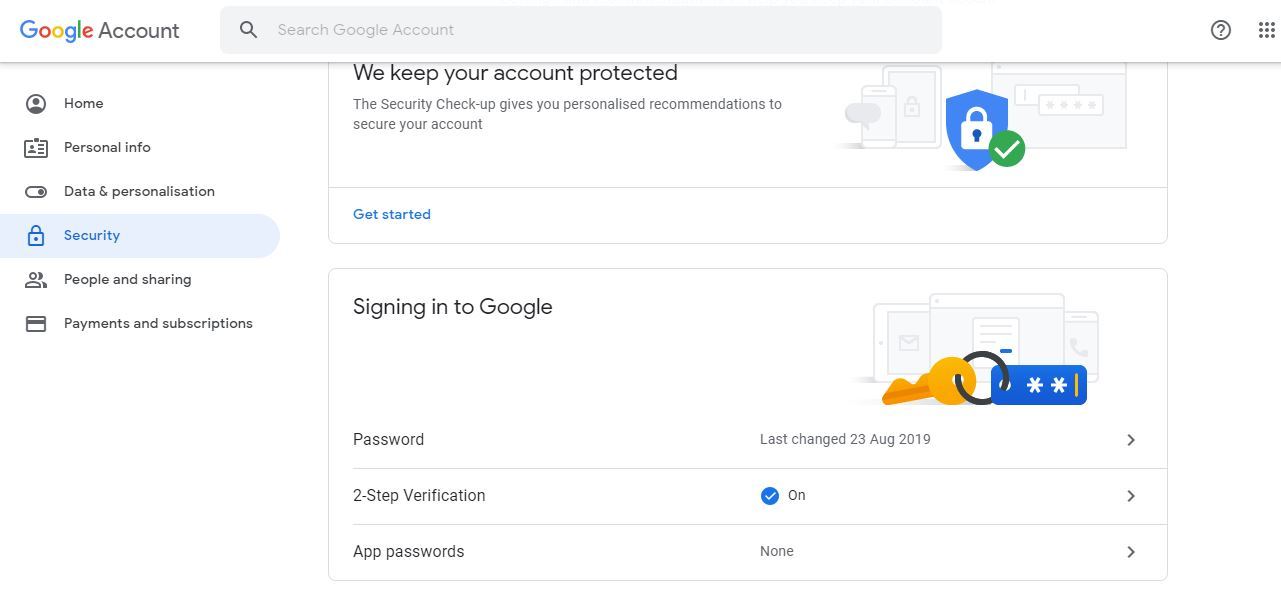 Google Account
Search Google Account
Home
Personal info
Data & personalisation
Security
People and sharing
Payments and subscriptions
We keep your account protected
The Security Check-up gives you personalised recommendations to
secure your account
Get started
Signing in to Google
Password
Last changed 23 Aug 2019
2-Step Verification
On
App passwords
None